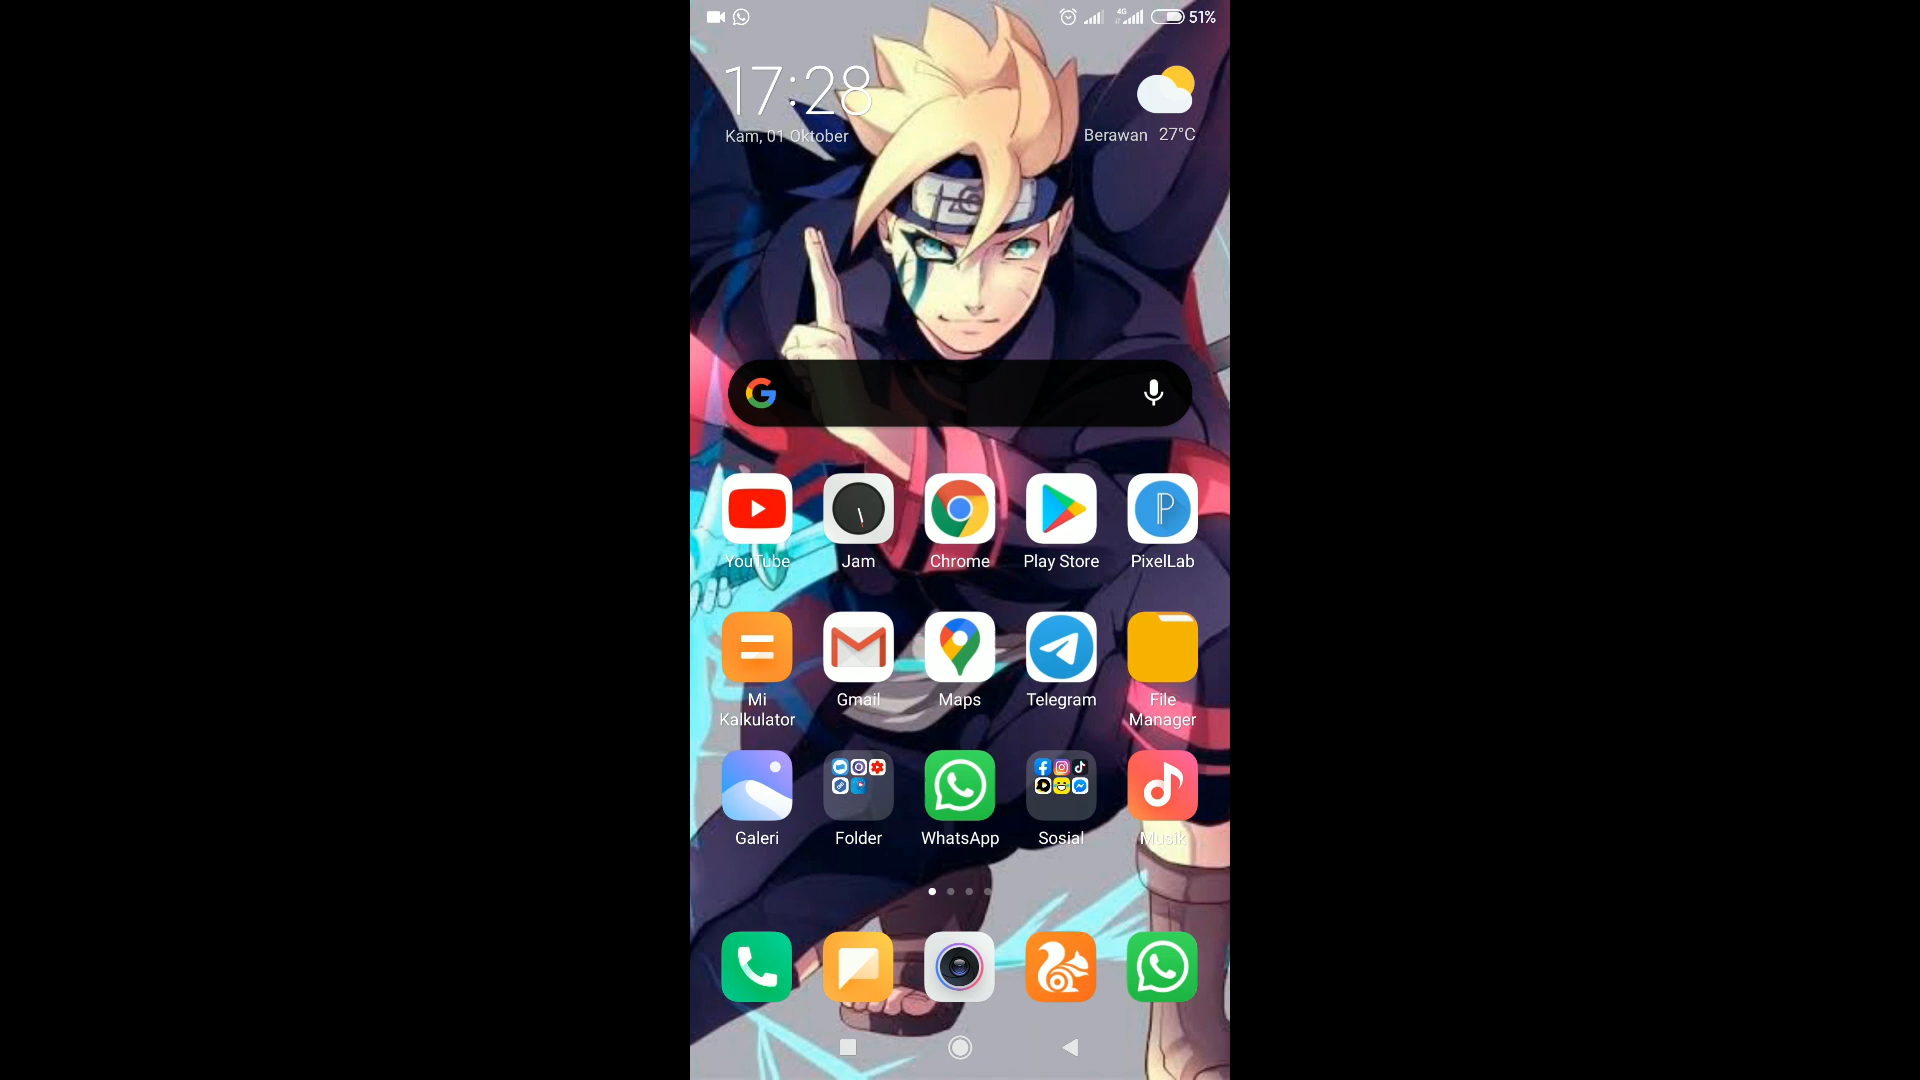 4G
51%
17:28
Kam, 01 Oktober
Berawan 27°C
YouTube
Jam
Chrome
Play Store
PixelLab
Mi
Kalkulator
Gmail
Maps
Telegram
File
Manager
Galeri
Folder
WhatsApp
Sosial
Musik